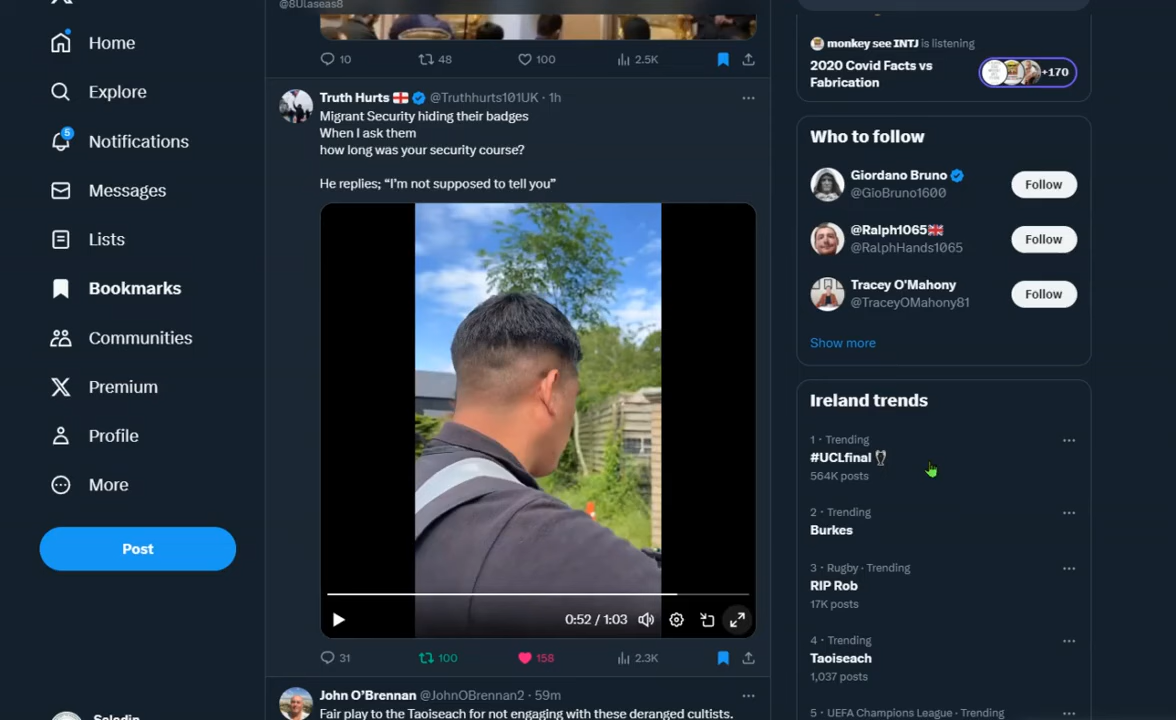 @8Ulaseas8
Home
10
48
100
2.5K
Explore
Notifications
5
Messages
Lists
Bookmarks
Communities
Premium
Profile
More
Post
Truth Hurts @Truthhurts101UK · 1h
Migrant Security hiding their badges
When I ask them
how long was your security course?
He replies; “I'm not supposed to tell you”
0:52 / 1:03
31
100
158
2.3K
John O'Brennan @JohnOBrennan2 · 59m
Fair play to the Taoiseach for not engaging with these deranged cultists.
monkey see INTJ is listening
2020 Covid Facts vs
Fabrication
+170
Who to follow
Giordano Bruno
@GioBruno1600
Follow
@Ralph1065
@RalphHands1065
Follow
Tracey O'Mahony
@TraceyOMahony81
Follow
Show more
Ireland trends
1 · Trending
#UCLfinal
564K posts
2 · Trending
Burkes
3 · Rugby · Trending
RIP Rob
17K posts
4 · Trending
Taoiseach
1,037 posts
5 · UEFA Champions League · Trending